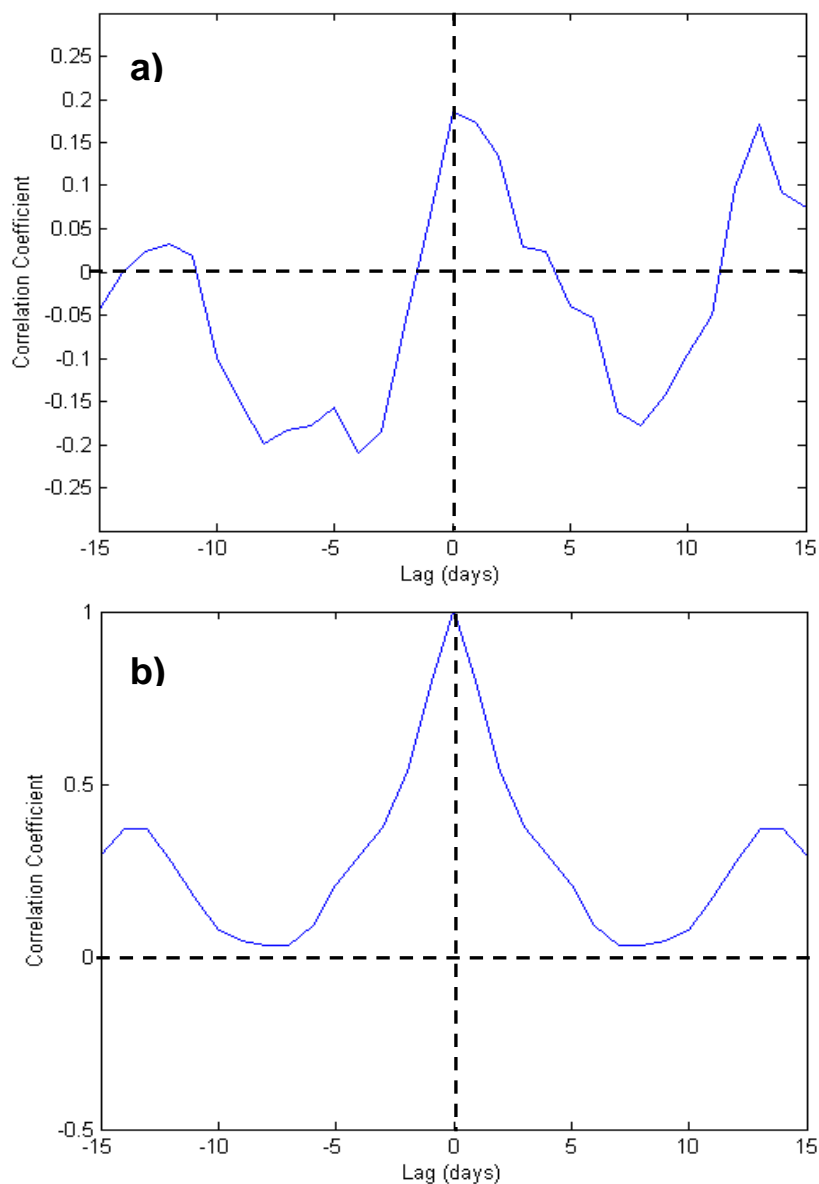 a)
0.25
0.2
0.15
0.1
0.05
0
-0.05
-0.1
-0.15
-0.2
-0.25
Correlation Coefficient
-15 -10 -5 0 5 10 15
Lag (days)
b)
1
0.5
0
-0.5
Correlation Coefficient
-15 -10 -5 0 5 10 15
Lag (days)